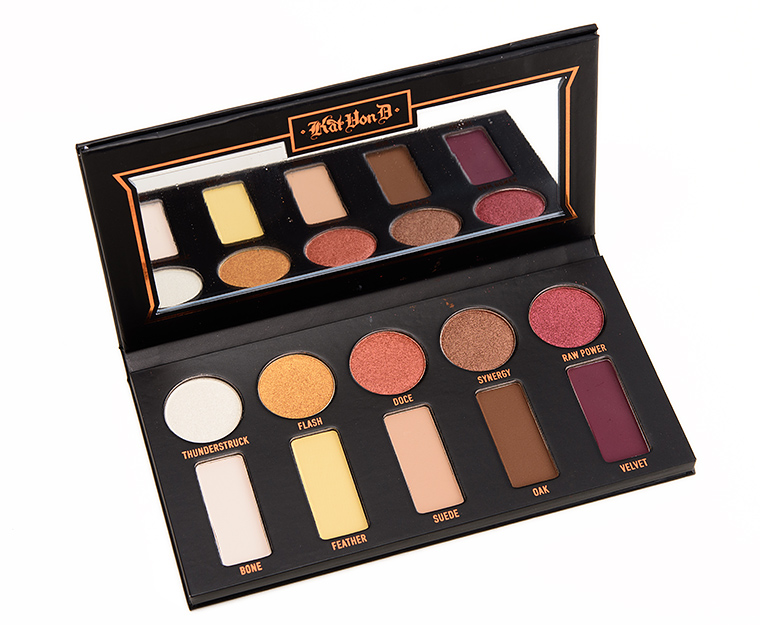 Kat Von D
THUNDERSTRUCK
FLASH
DOCE
SYNERGY
RAW POWER
BONE
FEATHER
SUEDE
OAK
VELVET